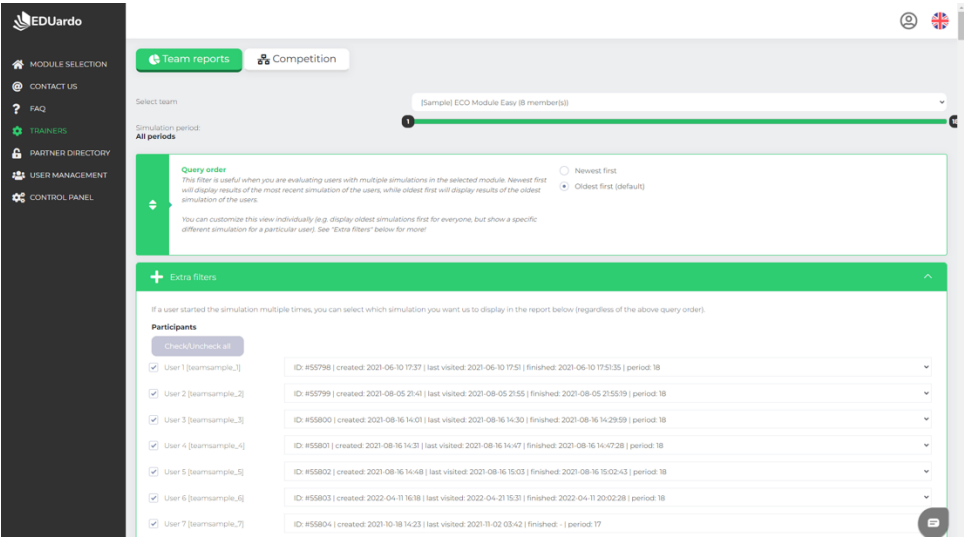 EDUardo
MODULE SELECTION
CONTACT US
FAQ
TRAINERS
PARTNER DIRECTORY
USER MANAGEMENT
CONTROL PANEL
Team reports
Competition
Select team
[Sample] ECO Module Easy (8 member(s))
Simulation period:
All periods
1
18
Query order
This filter is useful when you are evaluating users with multiple simulations in the selected module. Newest first
will display results of the most recent simulation of the users, while oldest first will display results of the oldest
simulation of the users.
You can customize this view individually (e.g. display oldest simulations first for everyone, but show a specific
different simulation for a particular user). See "Extra filters" below for more!
Newest first
Oldest first (default)
Extra filters
If a user started the simulation multiple times, you can select which simulation you want us to display in the report below (regardless of the above query order).
Participants
Check/Uncheck all
User 1 [teamsample_1]
ID: #55798 | created: 2021-06-10 17:37 | last visited: 2021-06-10 17:51 | finished: 2021-06-10 17:51:35 | period: 18
User 2 [teamsample_2]
ID: #55799 | created: 2021-08-05 21:41 | last visited: 2021-08-05 21:55 | finished: 2021-08-05 21:55:19 | period: 18
User 3 [teamsample_3]
ID: #55800 | created: 2021-08-16 14:01 | last visited: 2021-08-16 14:30 | finished: 2021-08-16 14:29:59 | period: 18
User 4 [teamsample_4]
ID: #55801 | created: 2021-08-16 14:31 | last visited: 2021-08-16 14:47 | finished: 2021-08-16 14:47:28 | period: 18
User 5 [teamsample_5]
ID: #55802 | created: 2021-08-16 14:48 | last visited: 2021-08-16 15:03 | finished: 2021-08-16 15:02:43 | period: 18
User 6 [teamsample_6]
ID: #55803 | created: 2022-04-11 16:18 | last visited: 2022-04-21 15:31 | finished: 2022-04-11 20:02:28 | period: 18
User 7 [teamsample_7]
ID: #55804 | created: 2021-10-18 14:23 | last visited: 2021-11-02 03:42 | finished: - | period: 17